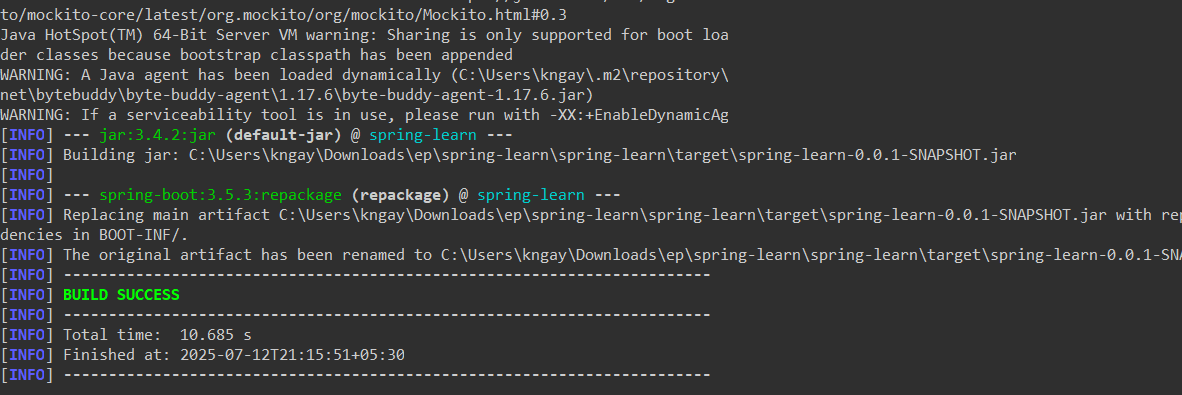 to/mockito-core/latest/org.mockito/org/mockito/Mockito.html#0.3
Java HotSpot(TM) 64-Bit Server VM warning: Sharing is only supported for boot loa
der classes because bootstrap classpath has been appended
WARNING: A Java agent has been loaded dynamically (C:\Users\kngay\.m2\repository\
net\bytebuddy\byte-buddy-agent\1.17.6\byte-buddy-agent-1.17.6.jar)
WARNING: If a serviceability tool is in use, please run with -XX:+EnableDynamicAg
[INFO] --- jar:3.4.2:jar (default-jar) @ spring-learn ---
[INFO] Building jar: C:\Users\kngay\Downloads\ep\spring-learn\spring-learn\target\spring-learn-0.0.1-SNAPSHOT.jar
[INFO]
[INFO] --- spring-boot:3.5.3:repackage (repackage) @ spring-learn ---
[INFO] Replacing main artifact C:\Users\kngay\Downloads\ep\spring-learn\spring-learn\target\spring-learn-0.0.1-SNAPSHOT.jar with rep
dencies in BOOT-INF/.
[INFO] The original artifact has been renamed to C:\Users\kngay\Downloads\ep\spring-learn\spring-learn\target\spring-learn-0.0.1-SNA
[INFO] ------------------------------------------------------------------------
[INFO] BUILD SUCCESS
[INFO] ------------------------------------------------------------------------
[INFO] Total time:  10.685 s
[INFO] Finished at: 2025-07-12T21:15:51+05:30
[INFO] ------------------------------------------------------------------------